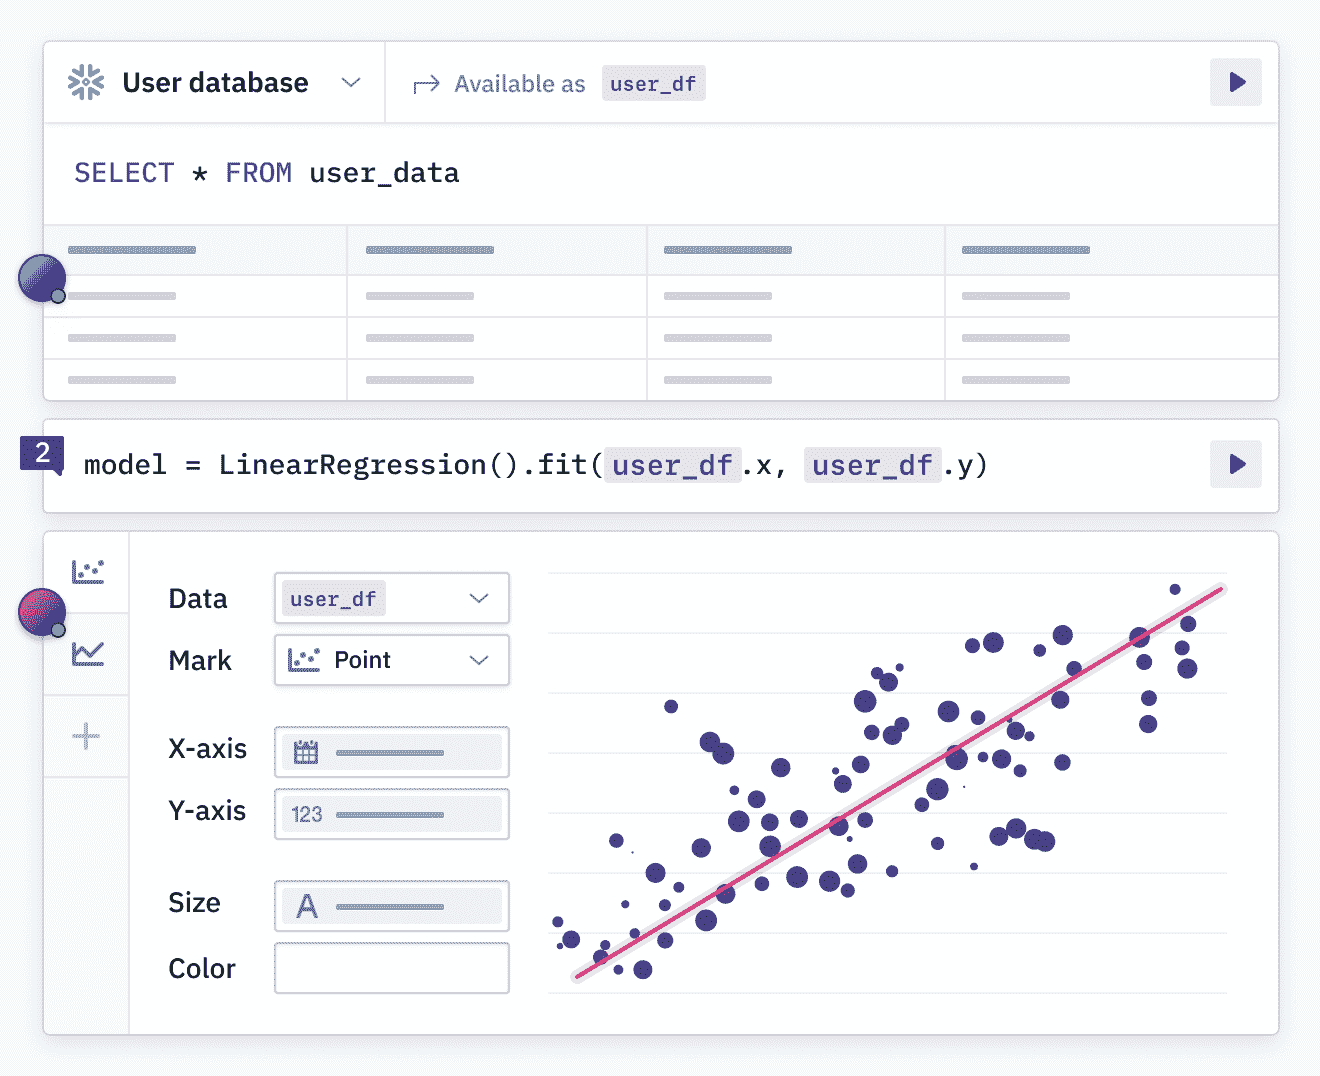 User database Available as user_df
SELECT * FROM user_data
2
model = LinearRegression().fit(user_df.x, user_df.y)
Data user_df
Mark Point
X-axis
Y-axis 123
Size A
Color